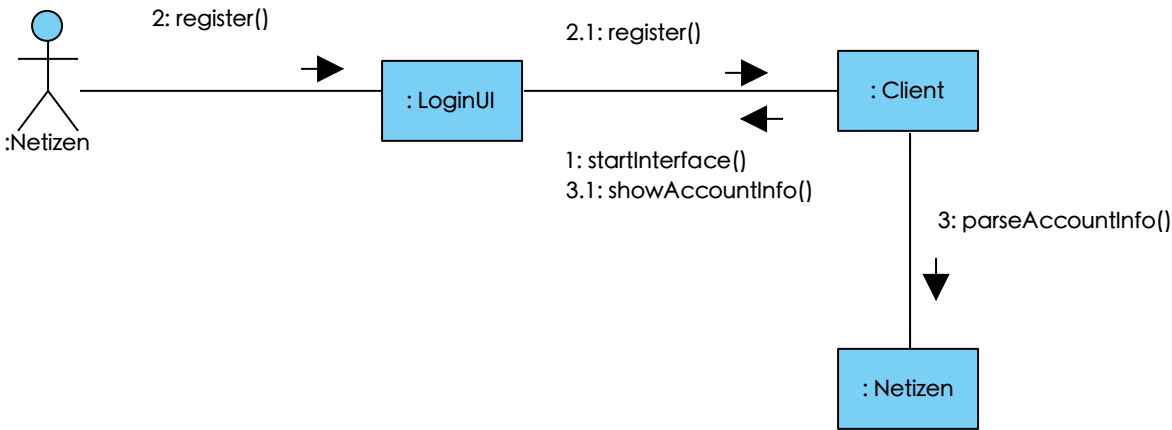 2: register()
2.1: register()
: LoginUI
: Client
:Netizen
1: startInterface()
3.1: showAccountInfo()
3: parseAccountInfo()
: Netizen